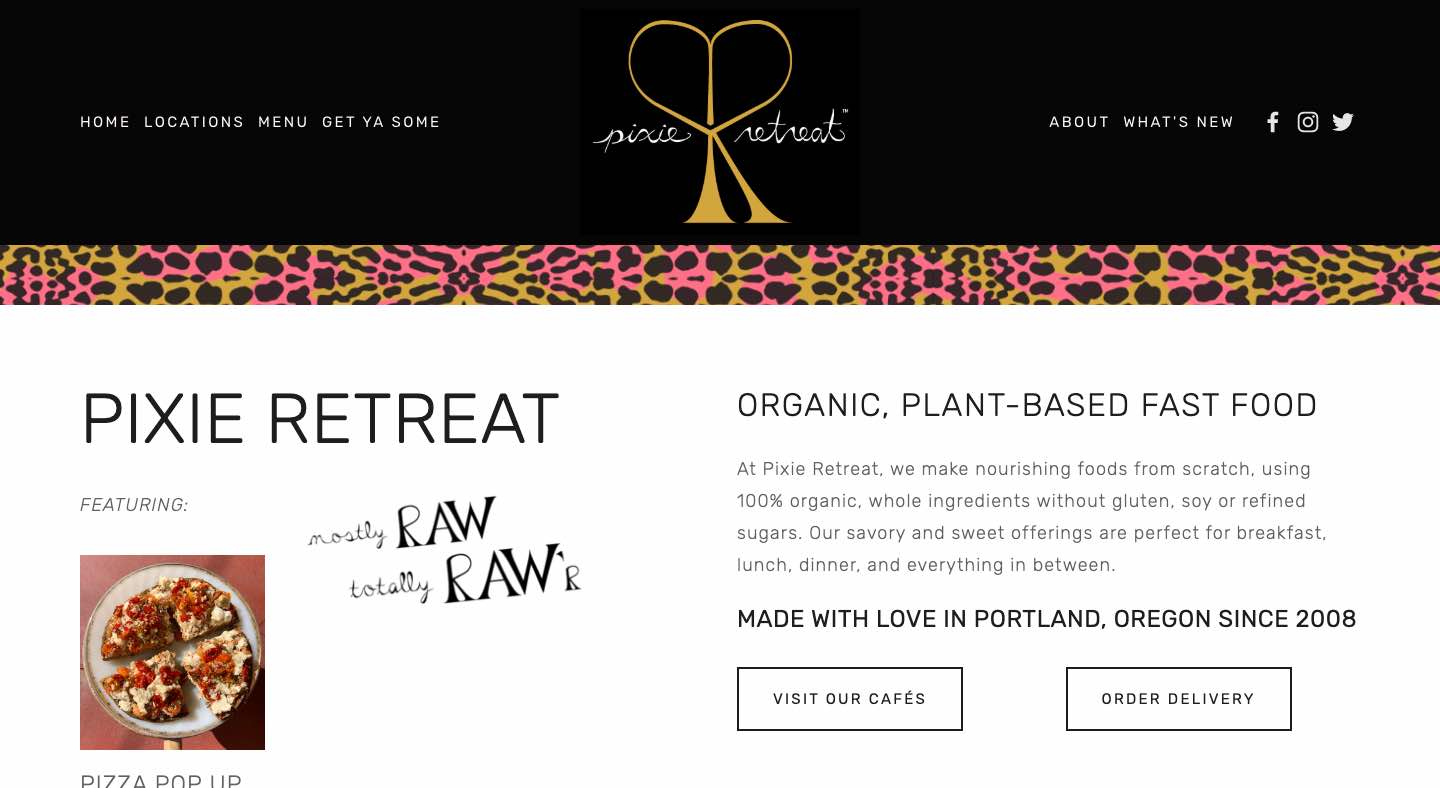 HOME LOCATIONS MENU GET YA SOME
pixie retreat™
ABOUT WHAT'S NEW
PIXIE RETREAT
FEATURING:
mostly RAW
totally RAW'R
PIZZA POP UP
ORGANIC, PLANT-BASED FAST FOOD
At Pixie Retreat, we make nourishing foods from scratch, using
100% organic, whole ingredients without gluten, soy or refined
sugars. Our savory and sweet offerings are perfect for breakfast,
lunch, dinner, and everything in between.
MADE WITH LOVE IN PORTLAND, OREGON SINCE 2008
VISIT OUR CAFÉS
ORDER DELIVERY